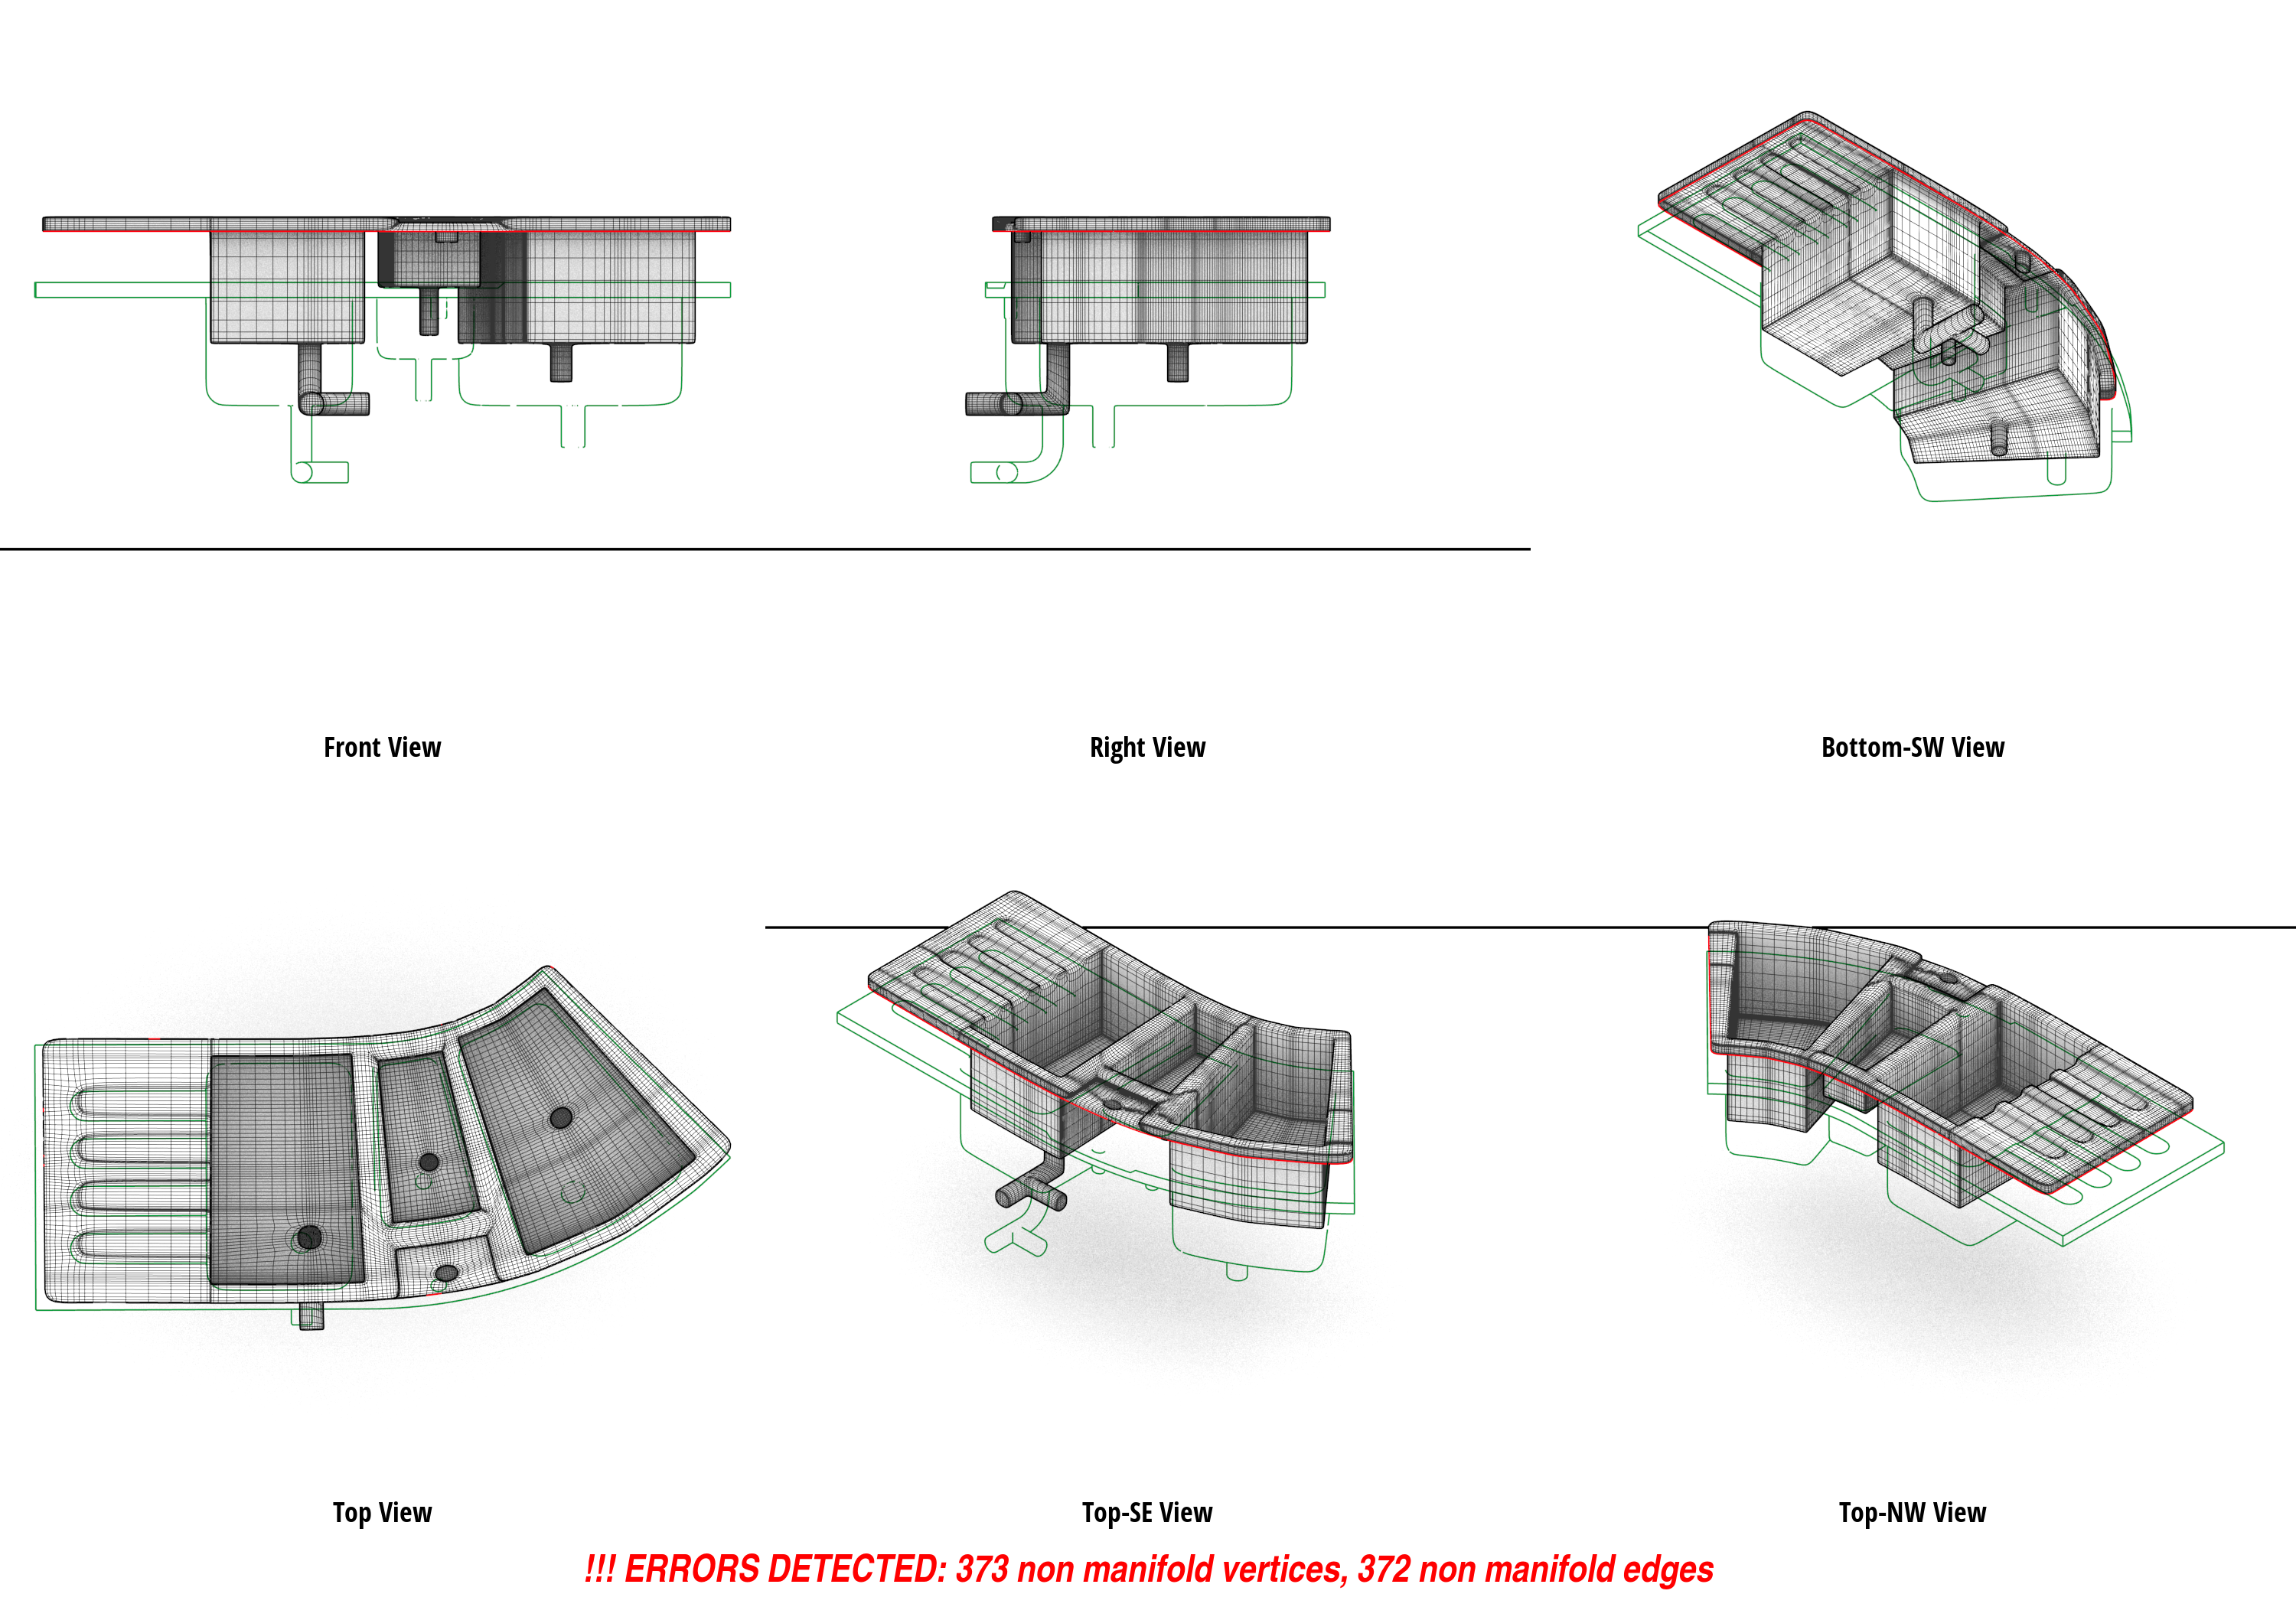 Front View
Right View
Bottom-SW View
Top View
Top-SE View
Top-NW View
!!! ERRORS DETECTED: 373 non manifold vertices, 372 non manifold edges